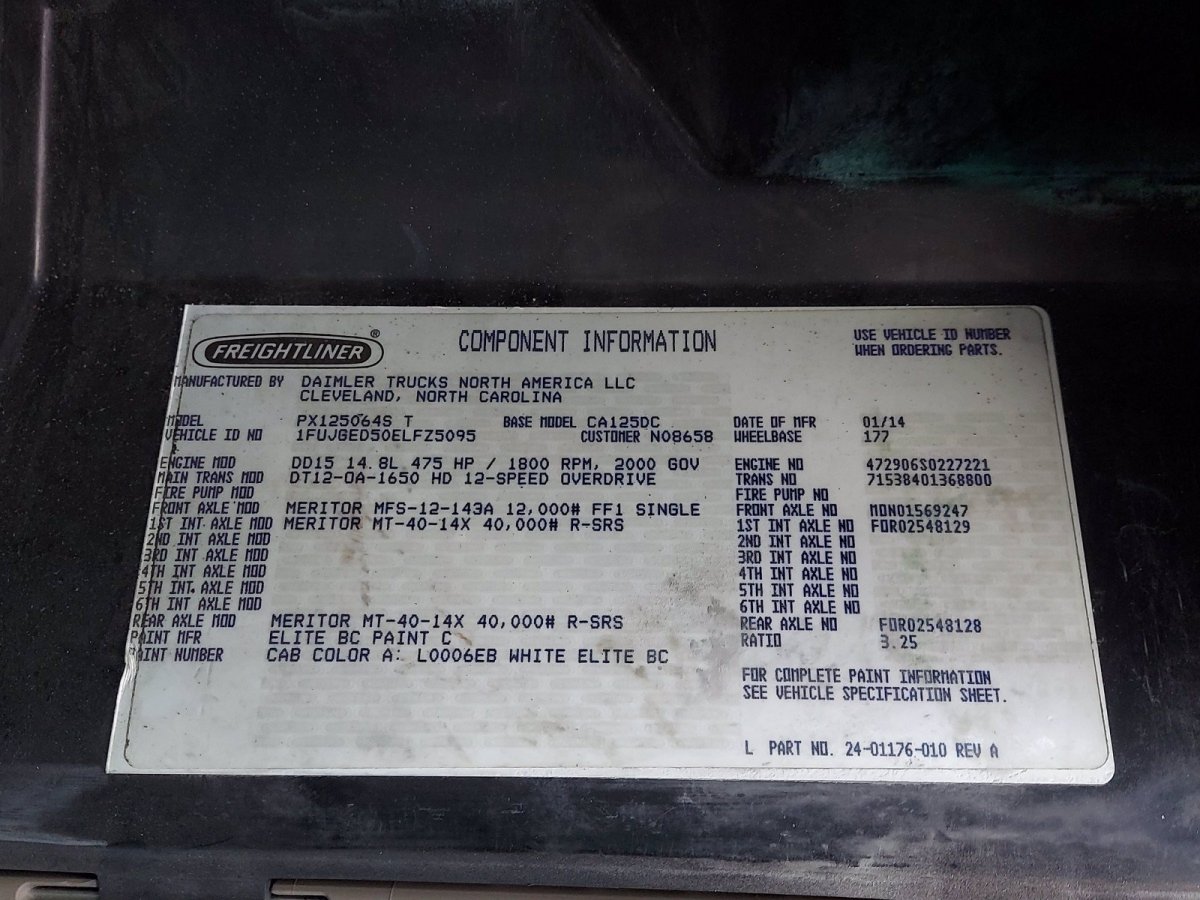 FREIGHTLINER ®
COMPONENT INFORMATION
USE VEHICLE ID NUMBER
WHEN ORDERING PARTS.
MANUFACTURED BY DAIMLER TRUCKS NORTH AMERICA LLC
CLEVELAND, NORTH CAROLINA
MODEL PX125064S T BASE MODEL CA125DC DATE OF MFR 01/14
VEHICLE ID NO 1FUJGED50ELFZ5095 CUSTOMER NO8658 WHEELBASE 177
ENGINE MOD DD15 14.8L 475 HP / 1800 RPM, 2000 GOV ENGINE NO 472906S0227221
MAIN TRANS MOD DT12-OA-1650 HD 12-SPEED OVERDRIVE TRANS NO 71538401368800
FIRE PUMP MOD FIRE PUMP NO
FRONT AXLE MOD MERITOR MFS-12-143A 12,000# FF1 SINGLE FRONT AXLE NO MON01569247
1ST INT. AXLE MOD MERITOR MT-40-14X 40,000# R-SRS 1ST INT AXLE NO FOR02548129
2ND INT AXLE MOD 2ND INT AXLE NO
3RD INT AXLE MOD 3RD INT AXLE NO
4TH INT AXLE MOD 4TH INT AXLE NO
5TH INT. AXLE MOD 5TH INT AXLE NO
6TH INT AXLE MOD 6TH INT AXLE NO
REAR AXLE MOD MERITOR MT-40-14X 40,000# R-SRS REAR AXLE NO FOR02548128
PAINT MFR ELITE BC PAINT C RATIO 3.25
PAINT NUMBER CAB COLOR A: L0006EB WHITE ELITE BC
FOR COMPLETE PAINT INFORMATION
SEE VEHICLE SPECIFICATION SHEET.
L PART NO. 24-01176-010 REV A